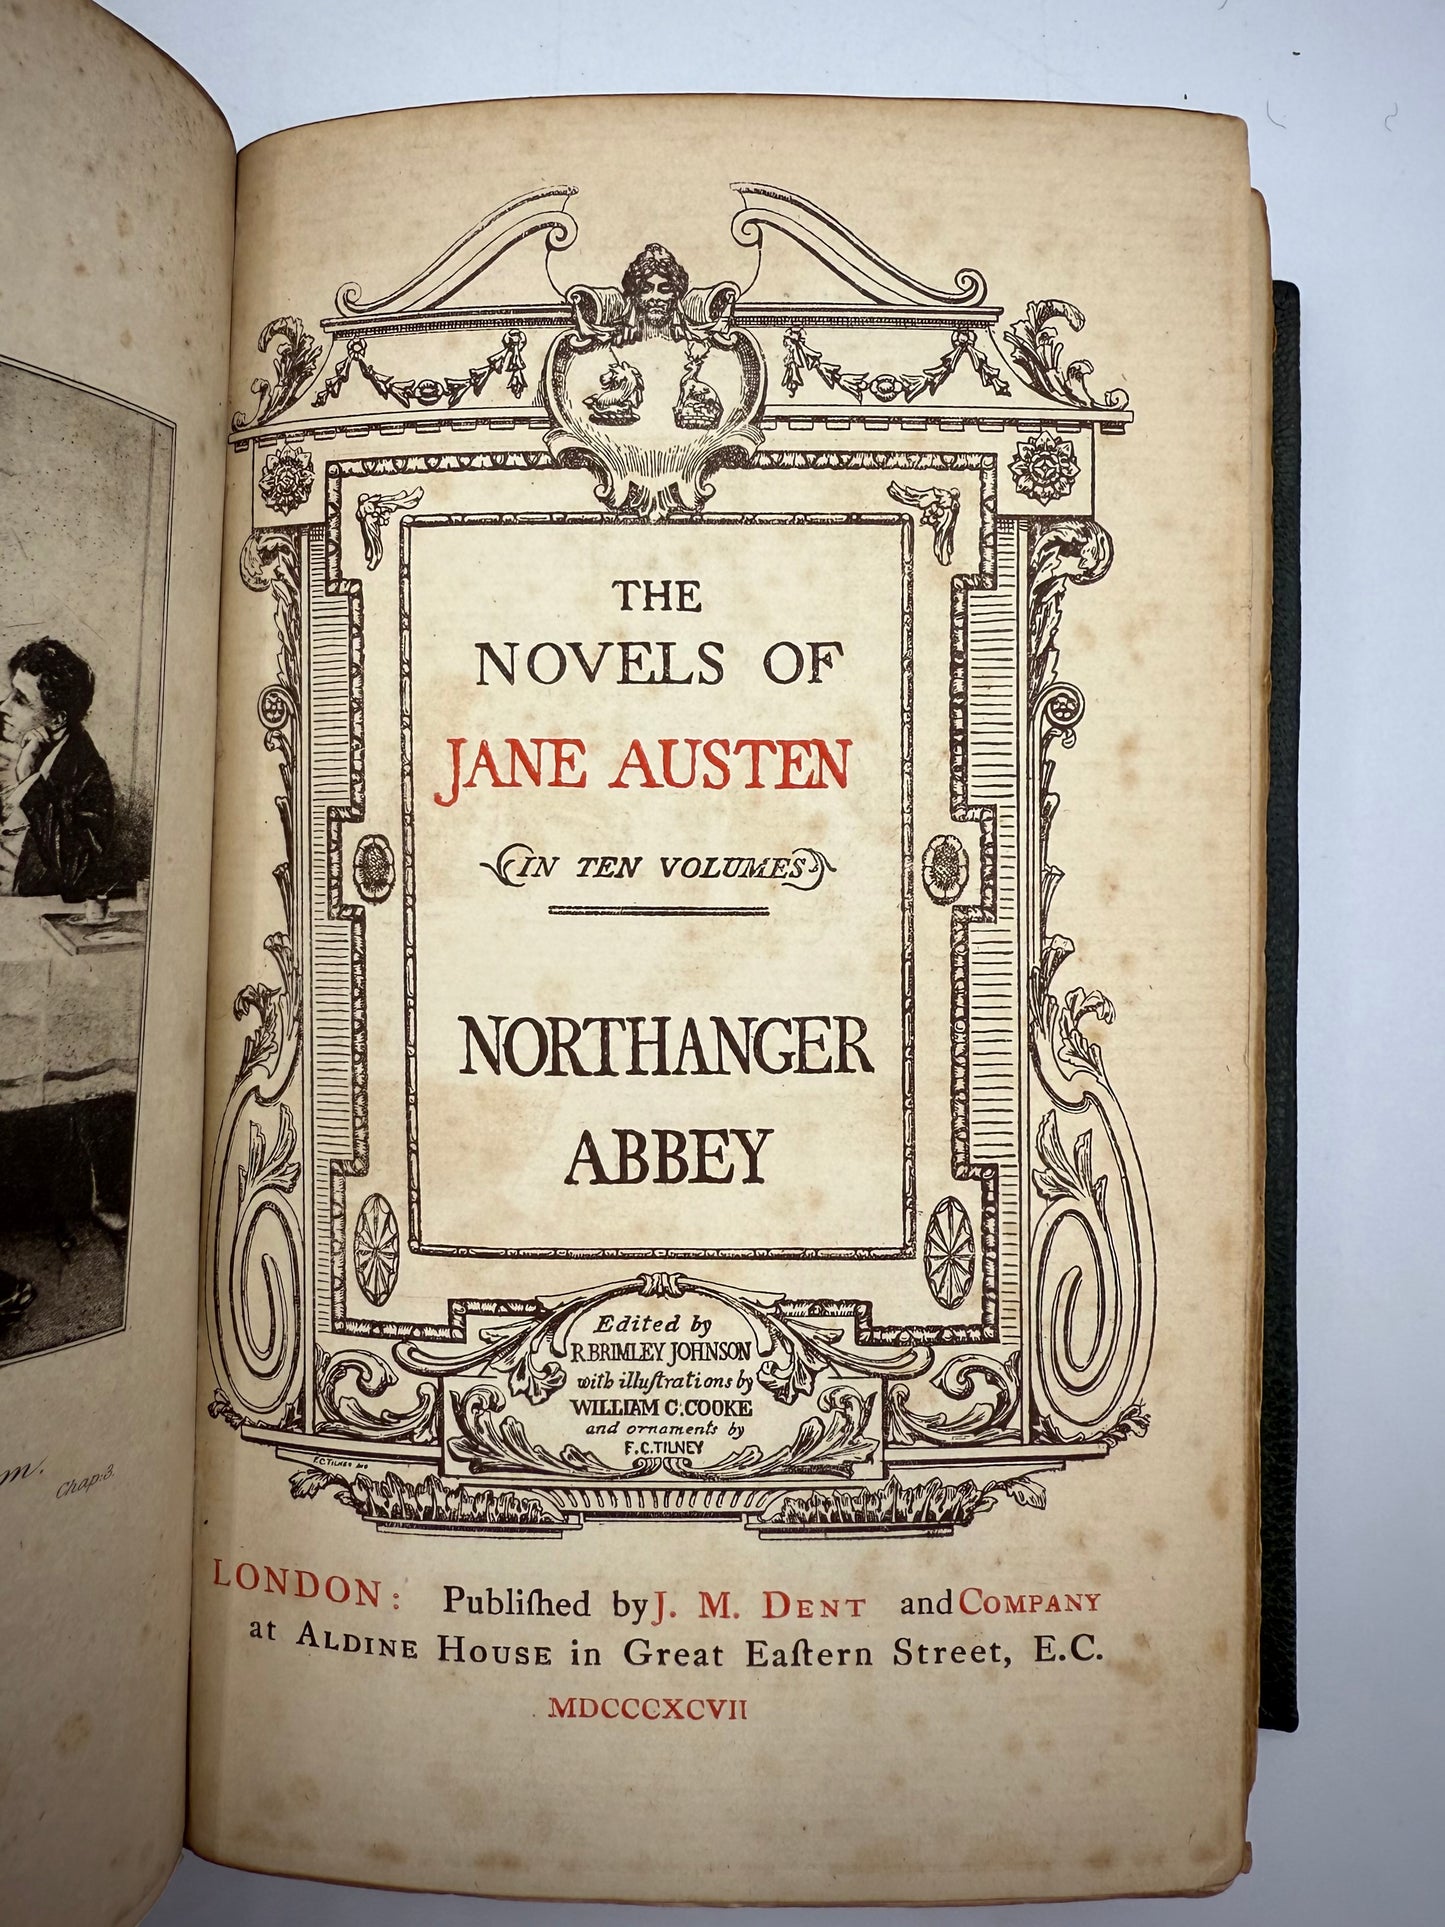 m.
Chap: 3.
THE
NOVELS OF
JANE AUSTEN
IN TEN VOLUMES
NORTHANGER
ABBEY
Edited by
R. BRIMLEY JOHNSON
with illuſtrations by
WILLIAM C. COOKE
and ornaments by
F. C. TILNEY
F. C. TILNEY
LONDON: Publiſhed by J. M. DENT and COMPANY
at ALDINE HOUSE in Great Eaſtern Street, E.C.
MDCCCXCVII